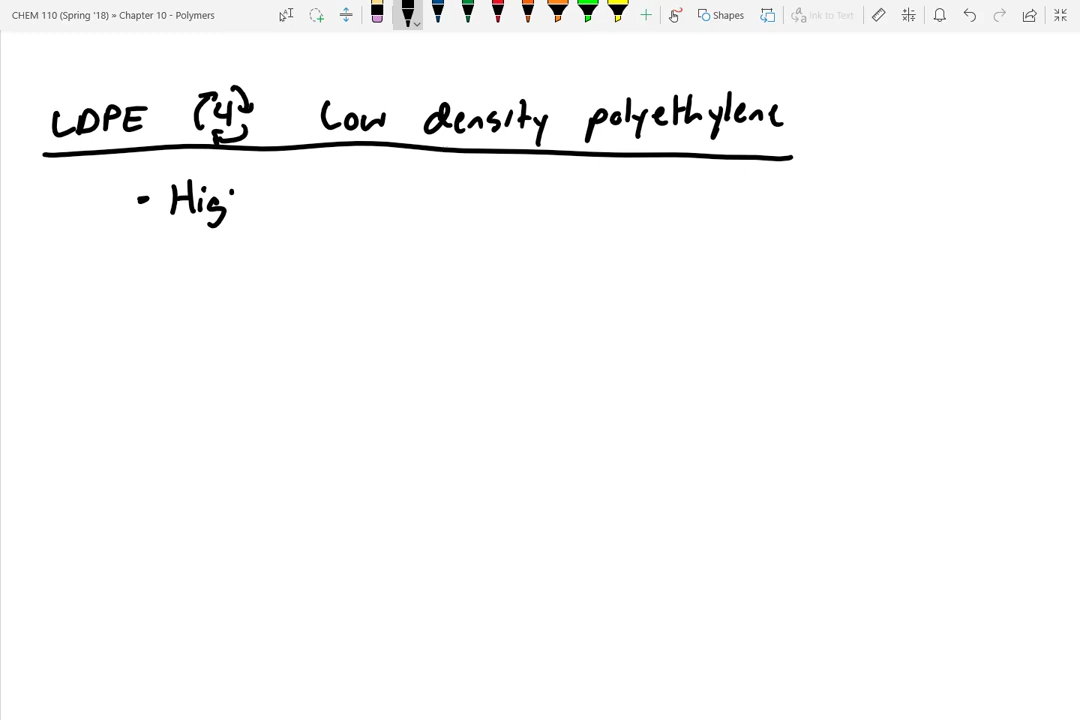 CHEM 110 (Spring '18) » Chapter 10 - Polymers
Shapes
Ink to Text
LDPE 4 Low density polyethylene
- Hig